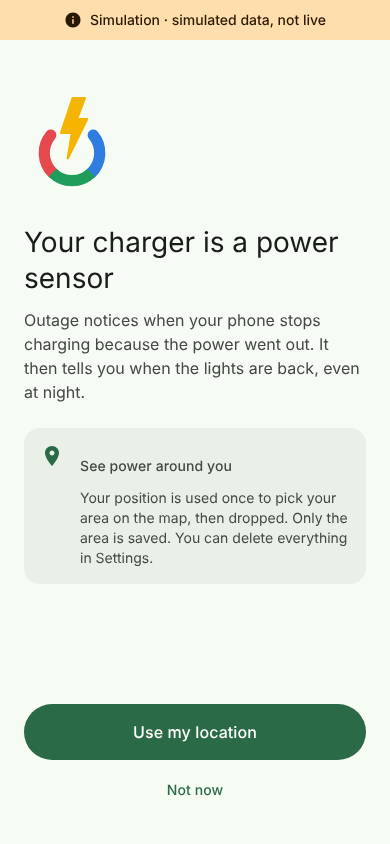 Simulation · simulated data, not live
Your charger is a power
sensor
Outage notices when your phone stops
charging because the power went out. It
then tells you when the lights are back, even
at night.
See power around you
Your position is used once to pick your
area on the map, then dropped. Only the
area is saved. You can delete everything
in Settings.
Use my location
Not now